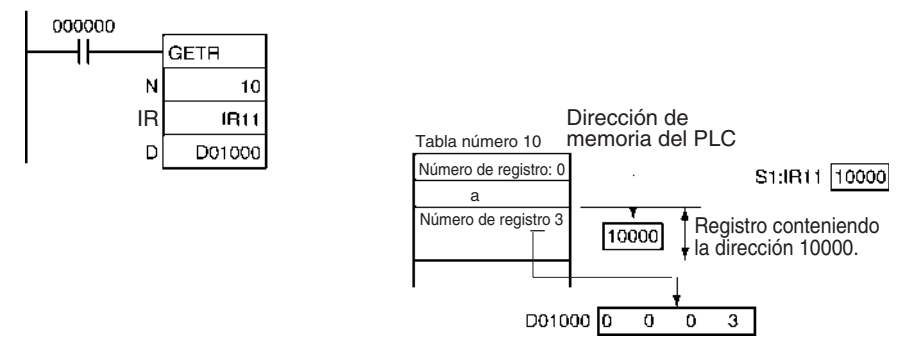 000000
GETR
N 10
IR IR11
D D01000
Dirección de
memoria del PLC
Tabla número 10
Número de registro: 0
a
Número de registro 3
S1:IR11 10000
10000
Registro conteniendo
la dirección 10000.
D01000 0 0 0 3